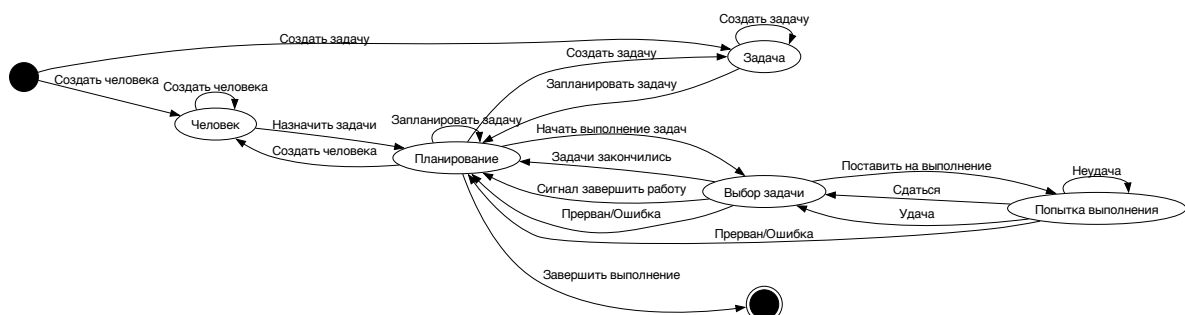 Создать задачу
Создать задачу
Создать задачу
Задача
Создать человека
Создать человека
Запланировать задачу
Человек
Назначить задачи
Запланировать задачу
Начать выполнение задач
Создать человека
Планирование
Задачи закончились
Поставить на выполнение
Неудача
Сигнал завершить работу
Выбор задачи
Сдаться
Прерван/Ошибка
Удача
Попытка выполнения
Прерван/Ошибка
Завершить выполнение